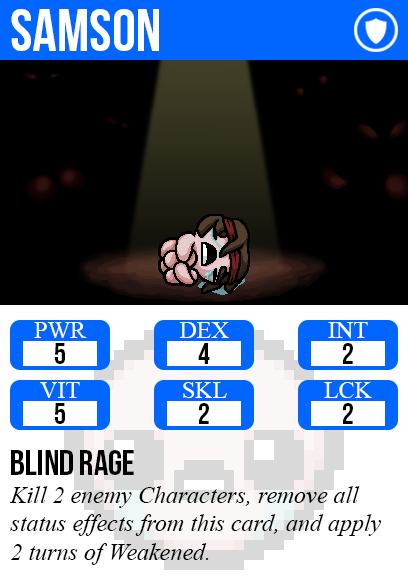 SAMSON
PWR DEX INT
5 4 2
VIT SKL LCK
5 2 2
BLIND RAGE
Kill 2 enemy Characters, remove all
status effects from this card, and apply
2 turns of Weakened.